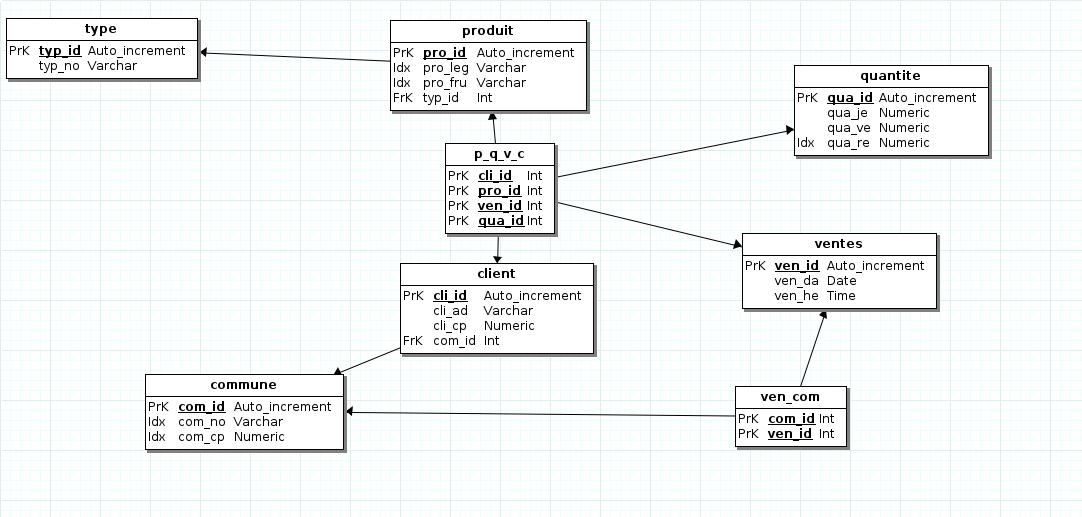 type
PrK typ_id Auto_increment
typ_no Varchar
produit
PrK pro_id Auto_increment
Idx pro_leg Varchar
Idx pro_fru Varchar
FrK typ_id Int
quantite
PrK qua_id Auto_increment
qua_je Numeric
qua_ve Numeric
Idx qua_re Numeric
p_q_v_c
PrK cli_id Int
PrK pro_id Int
PrK ven_id Int
PrK qua_id Int
ventes
PrK ven_id Auto_increment
ven_da Date
ven_he Time
client
PrK cli_id Auto_increment
cli_ad Varchar
cli_cp Numeric
FrK com_id Int
commune
PrK com_id Auto_increment
Idx com_no Varchar
Idx com_cp Numeric
ven_com
PrK com_id Int
PrK ven_id Int